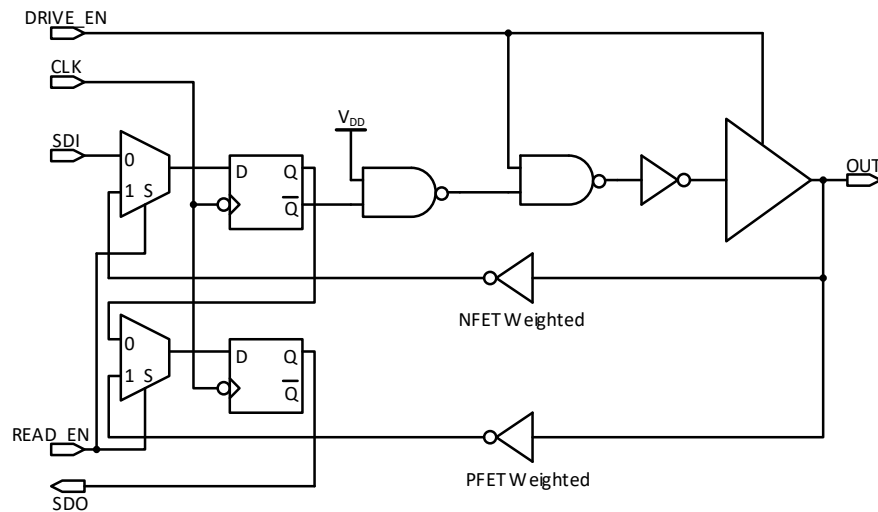 DRIVE_EN
CLK
VDD
SDI
0
1 S
D Q
Q
OUT
NFET Weighted
0
1 S
D Q
Q
READ_EN
PFET Weighted
SDO